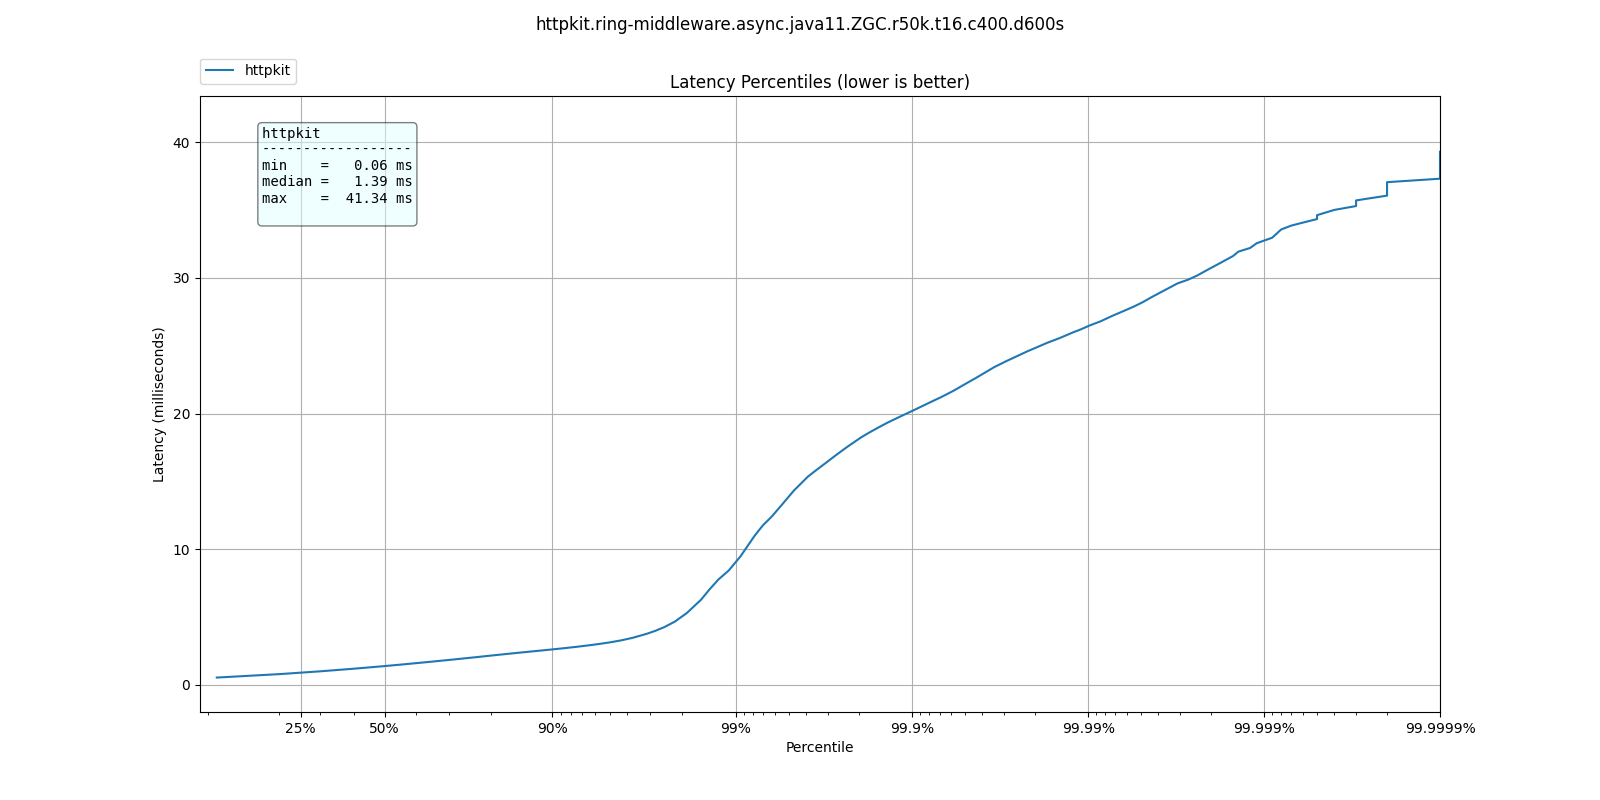 httpkit.ring-middleware.async.java11.ZGC.r50k.t16.c400.d600s
httpkit
Latency Percentiles (lower is better)
httpkit
------------------
min    =   0.06 ms
median =   1.39 ms
max    =  41.34 ms
40
30
20
10
0
Latency (milliseconds)
25% 50% 90% 99% 99.9% 99.99% 99.999% 99.9999%
Percentile